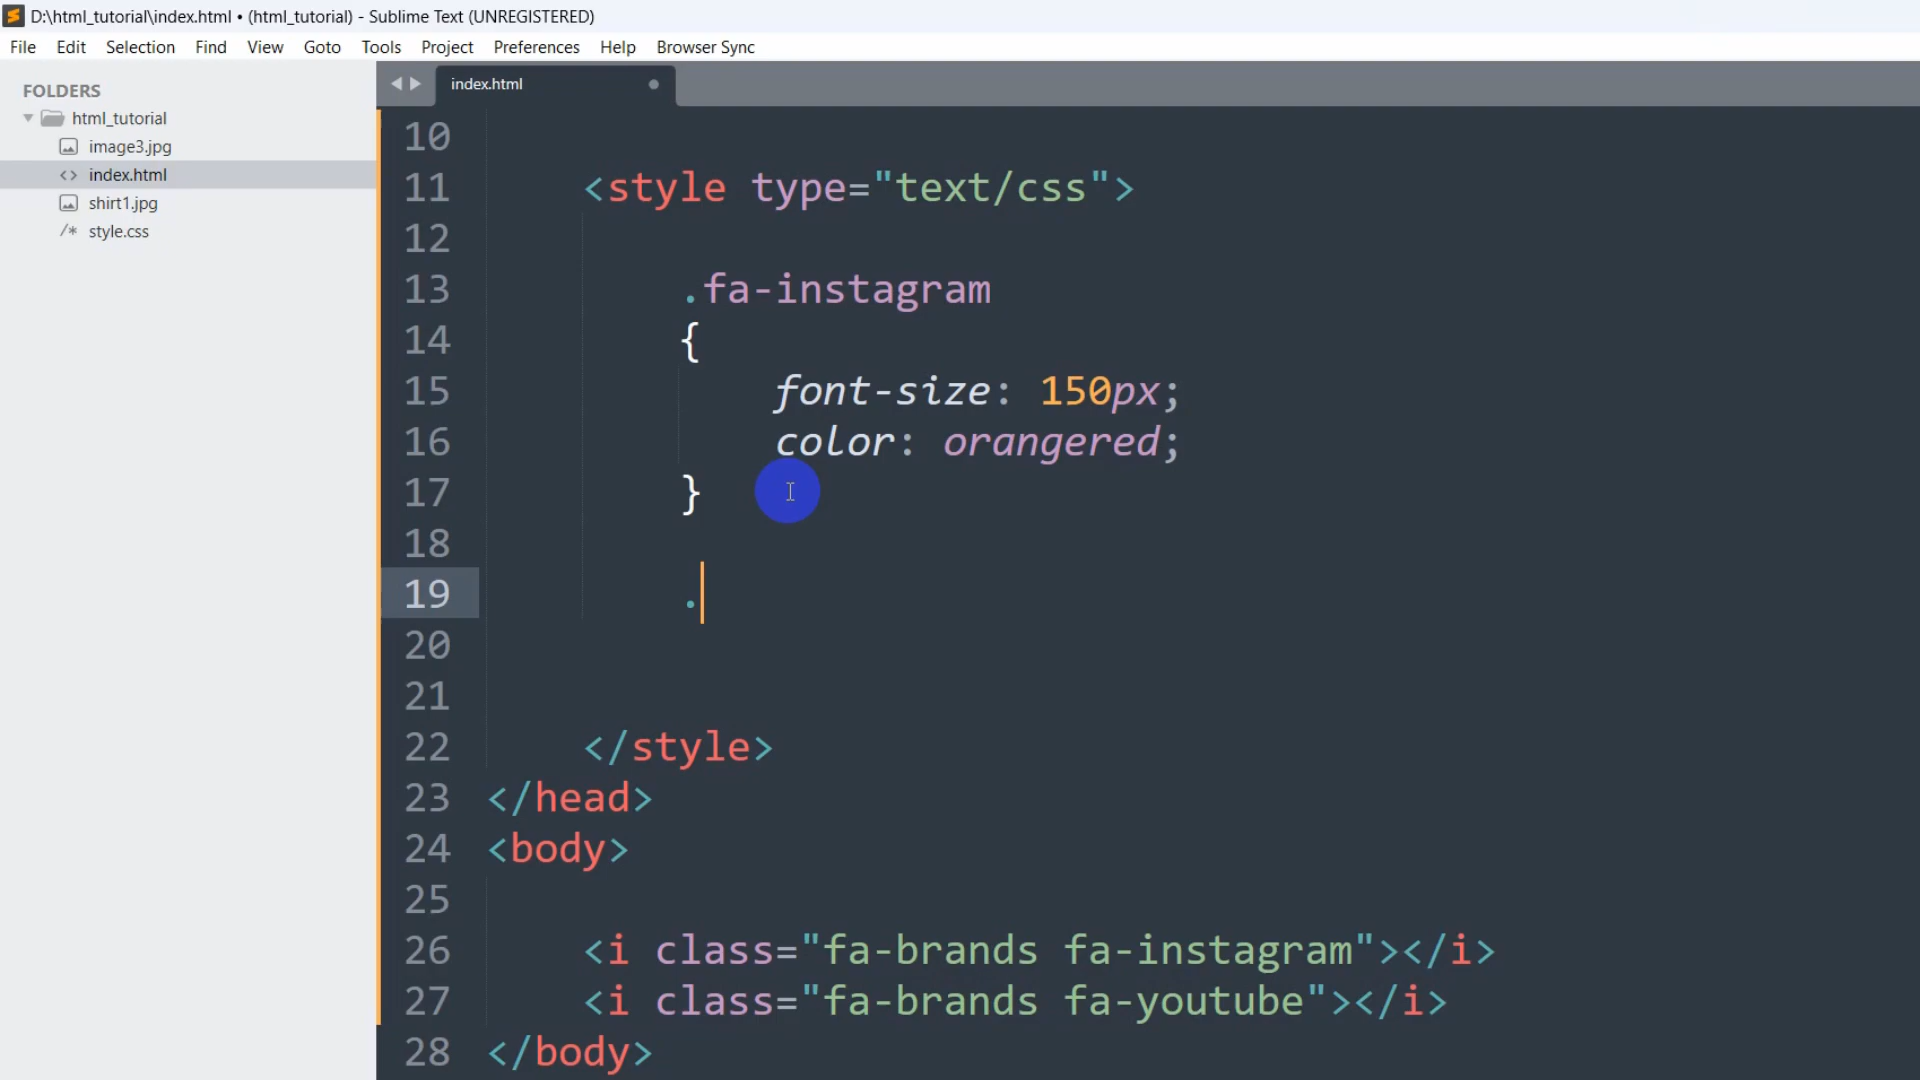 D:\html_tutorial\index.html • (html_tutorial) - Sublime Text (UNREGISTERED)
File Edit Selection Find View Goto Tools Project Preferences Help Browser Sync
FOLDERS
html_tutorial
image3.jpg
<> index.html
shirt1.jpg
/* style.css
index.html
10
11 <style type="text/css">
12
13 .fa-instagram
14 {
15 font-size: 150px;
16 color: orangered;
17 }
18
19 .
20
21
22 </style>
23 </head>
24 <body>
25
26 <i class="fa-brands fa-instagram"></i>
27 <i class="fa-brands fa-youtube"></i>
28 </body>